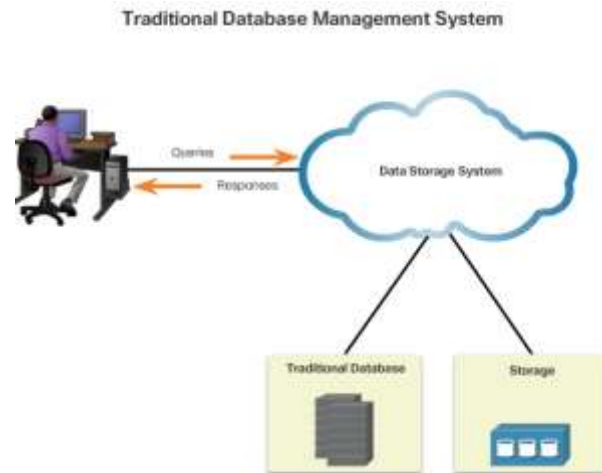 Traditional Database Management System
Queries
Responses
Data Storage System
Traditional Database
Storage